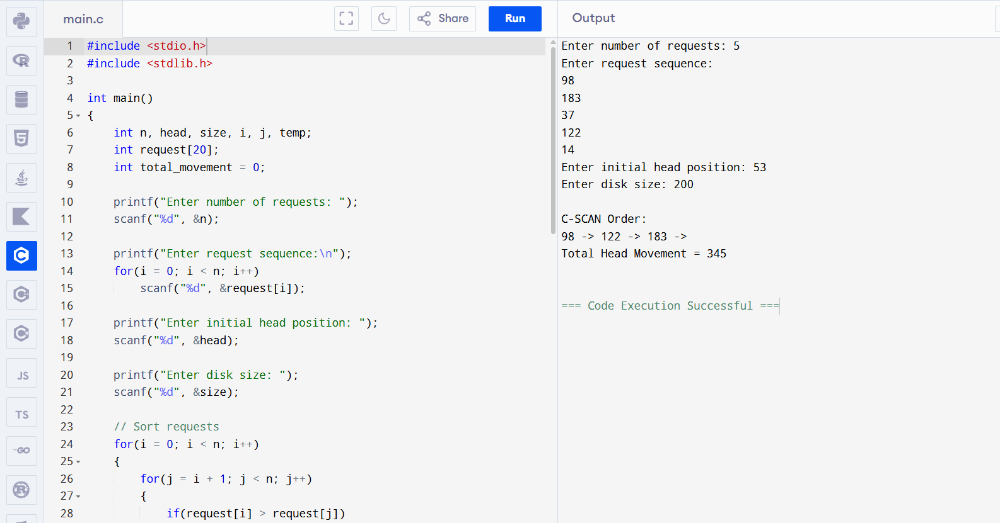 main.c
Share
Run
Output
1 #include <stdio.h>
2 #include <stdlib.h>
3
4 int main()
5 {
6     int n, head, size, i, j, temp;
7     int request[20];
8     int total_movement = 0;
9
10     printf("Enter number of requests: ");
11     scanf("%d", &n);
12
13     printf("Enter request sequence:\n");
14     for(i = 0; i < n; i++)
15         scanf("%d", &request[i]);
16
17     printf("Enter initial head position: ");
18     scanf("%d", &head);
19
20     printf("Enter disk size: ");
21     scanf("%d", &size);
22
23     // Sort requests
24     for(i = 0; i < n; i++)
25     {
26         for(j = i + 1; j < n; j++)
27         {
28             if(request[i] > request[j])
Enter number of requests: 5
Enter request sequence:
98
183
37
122
14
Enter initial head position: 53
Enter disk size: 200

C-SCAN Order:
98 -> 122 -> 183 ->
Total Head Movement = 345

=== Code Execution Successful ===
R
5
C
C
C
JS
TS
GO
R